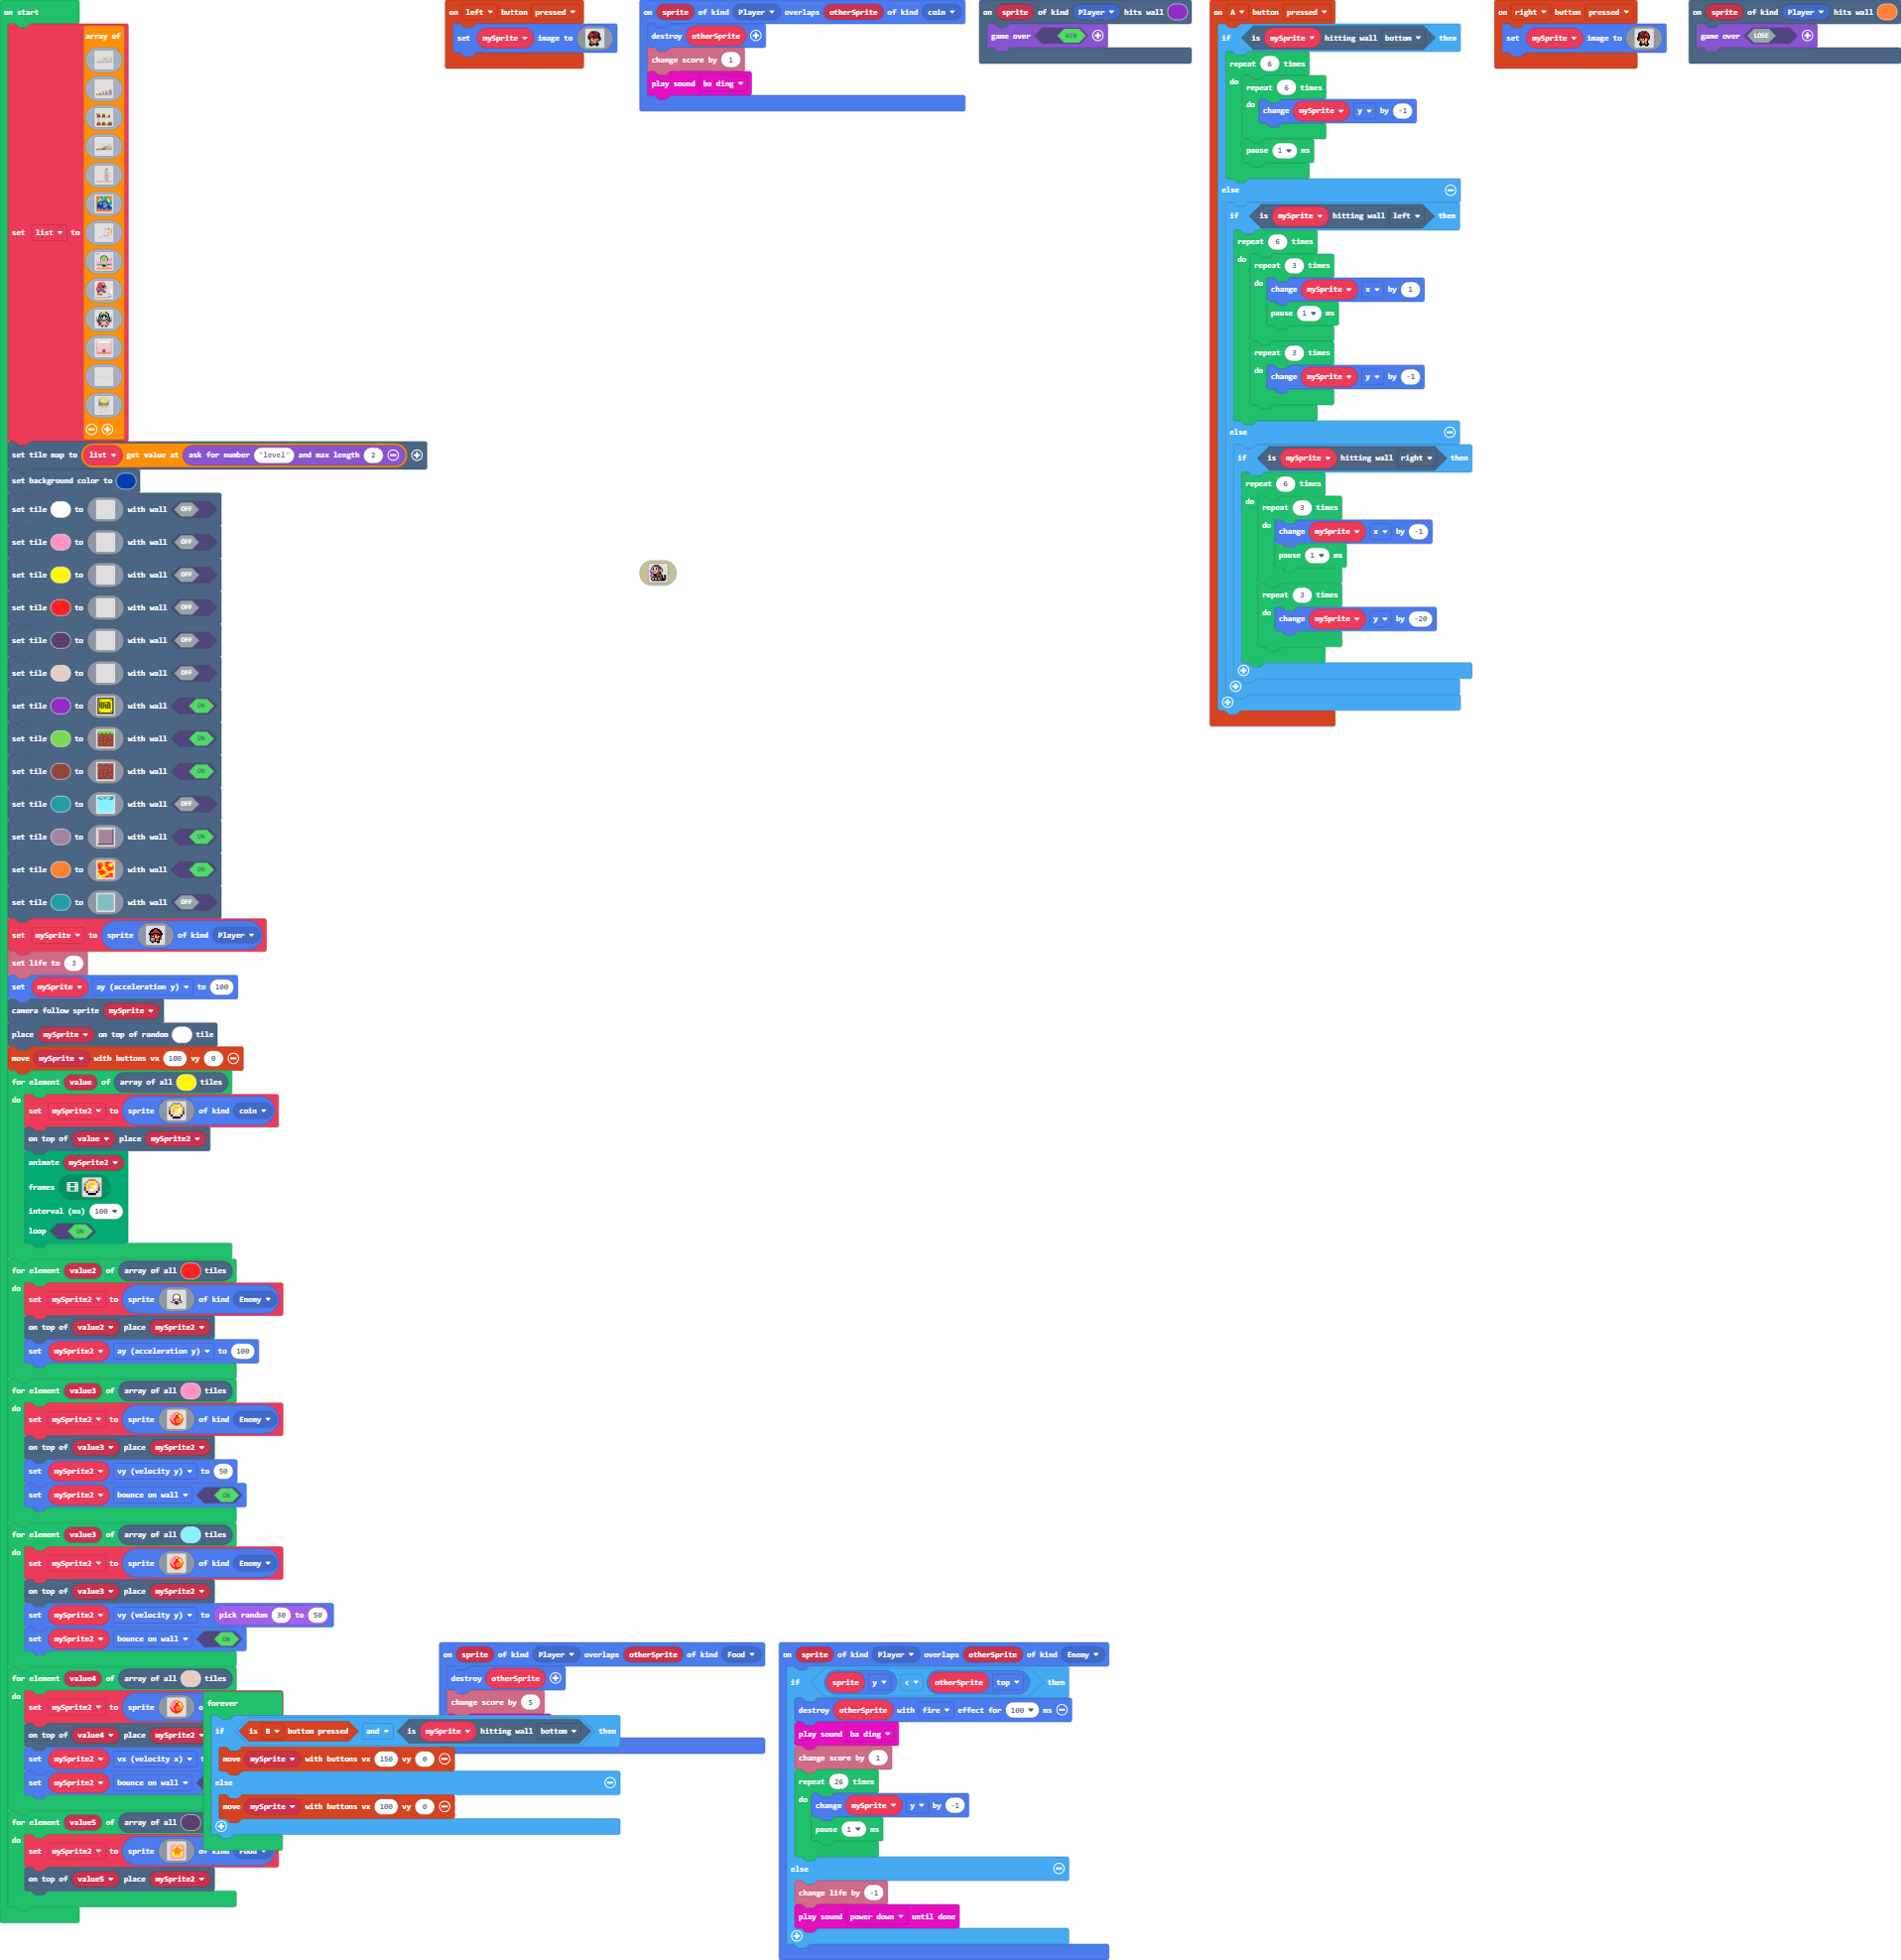 on start
set list to
array of
set tile map to list get value at ask for number "level" and max length 2
set background color to
set tile to with wall OFF
set tile to with wall OFF
set tile to with wall OFF
set tile to with wall OFF
set tile to with wall OFF
set tile to with wall OFF
set tile to with wall ON
set tile to with wall ON
set tile to with wall ON
set tile to with wall OFF
set tile to with wall ON
set tile to with wall ON
set tile to with wall OFF
set mySprite to sprite of kind Player
set life to 3
set mySprite ay (acceleration y) to 100
camera follow sprite mySprite
place mySprite on top of random tile
move mySprite with buttons vx 100 vy 0
for element value of array of all tiles
do
set mySprite2 to sprite of kind coin
on top of value place mySprite2
animate mySprite2
frames
interval (ms) 100
loop ON
for element value2 of array of all tiles
do
set mySprite2 to sprite of kind Enemy
on top of value2 place mySprite2
set mySprite2 ay (acceleration y) to 100
for element value3 of array of all tiles
do
set mySprite2 to sprite of kind Enemy
on top of value3 place mySprite2
set mySprite2 vy (velocity y) to 50
set mySprite2 bounce on wall ON
for element value3 of array of all tiles
do
set mySprite2 to sprite of kind Enemy
on top of value3 place mySprite2
set mySprite2 vy (velocity y) to pick random 30 to 50
set mySprite2 bounce on wall ON
for element value4 of array of all tiles
do
set mySprite2 to sprite
on top of value4 place mySprite2
set mySprite2 vx (velocity x)
set mySprite2 bounce on wall
for element value5 of array of all
do
set mySprite2 to sprite of kind Food
on top of value5 place mySprite2
forever
if is B button pressed and is mySprite hitting wall bottom then
move mySprite with buttons vx 150 vy 0
else
move mySprite with buttons vx 100 vy 0
on left button pressed
set mySprite image to
on sprite of kind Player overlaps otherSprite of kind coin
destroy otherSprite
change score by 1
play sound ba ding
on sprite of kind Player hits wall
game over WIN
on A button pressed
if is mySprite hitting wall bottom then
repeat 6 times
do
repeat 6 times
do
change mySprite y by -1
pause 1 ms
else
if is mySprite hitting wall left then
repeat 6 times
do
repeat 3 times
do
change mySprite x by 1
pause 1 ms
repeat 3 times
do
change mySprite y by -1
else
if is mySprite hitting wall right then
repeat 6 times
do
repeat 3 times
do
change mySprite x by -1
pause 1 ms
repeat 3 times
do
change mySprite y by -20
on right button pressed
set mySprite image to
on sprite of kind Player hits wall
game over LOSE
on sprite of kind Player overlaps otherSprite of kind Food
destroy otherSprite
change score by 5
on sprite of kind Player overlaps otherSprite of kind Enemy
if sprite y < otherSprite top then
destroy otherSprite with fire effect for 100 ms
play sound ba ding
change score by 1
repeat 26 times
do
change mySprite y by -1
pause 1 ms
else
change life by -1
play sound power down until done